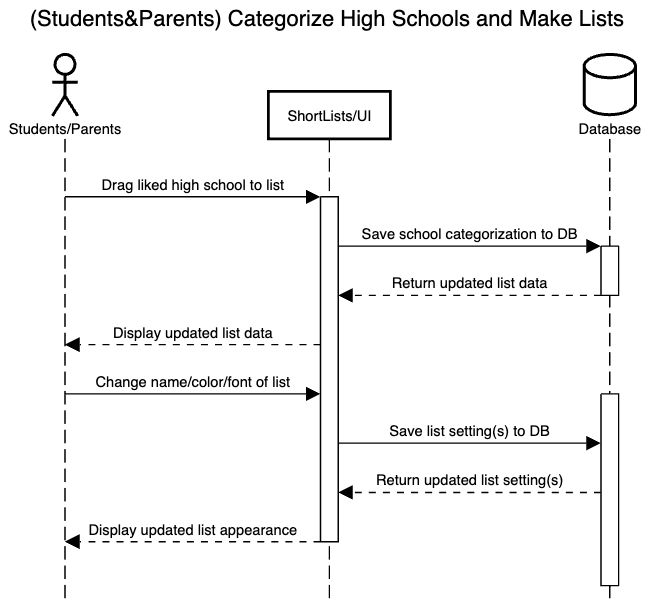 (Students&Parents) Categorize High Schools and Make Lists
Students/Parents
ShortLists/UI
Database
Drag liked high school to list
Save school categorization to DB
Return updated list data
Display updated list data
Change name/color/font of list
Save list setting(s) to DB
Return updated list setting(s)
Display updated list appearance